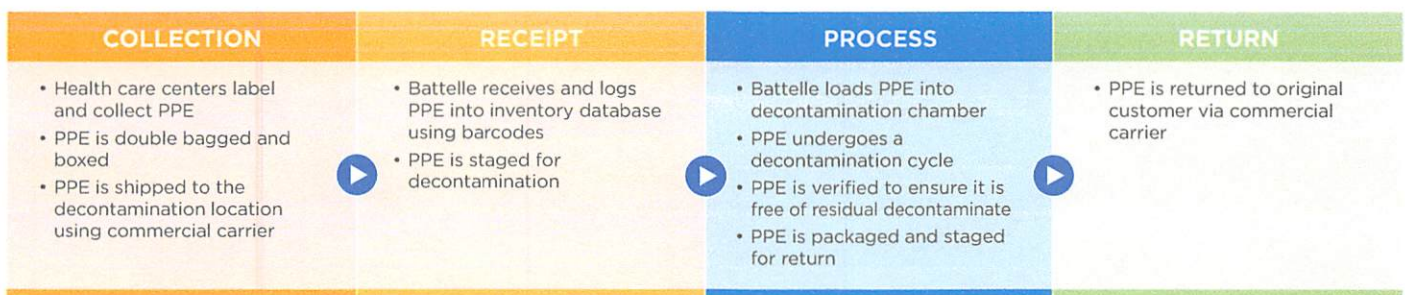 COLLECTION
• Health care centers label
and collect PPE
• PPE is double bagged and
boxed
• PPE is shipped to the
decontamination location
using commercial carrier
RECEIPT
• Battelle receives and logs
PPE into inventory database
using barcodes
• PPE is staged for
decontamination
PROCESS
• Battelle loads PPE into
decontamination chamber
• PPE undergoes a
decontamination cycle
• PPE is verified to ensure it is
free of residual decontaminate
• PPE is packaged and staged
for return
RETURN
• PPE is returned to original
customer via commercial
carrier